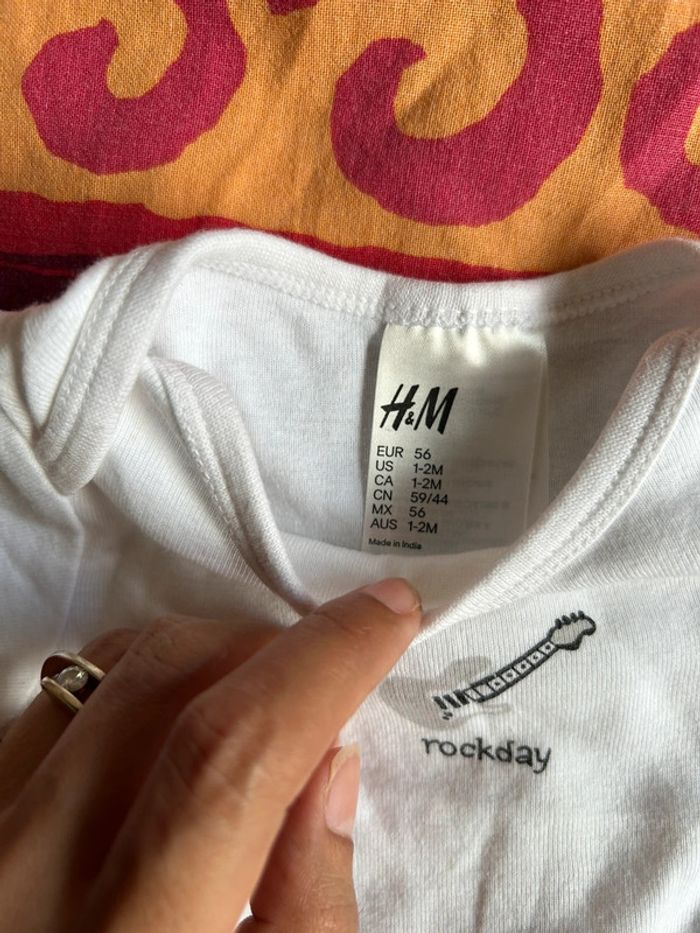 H&M
EUR 56
US 1-2M
CA 1-2M
CN 59/44
MX 56
AUS 1-2M
Made in India
rockday